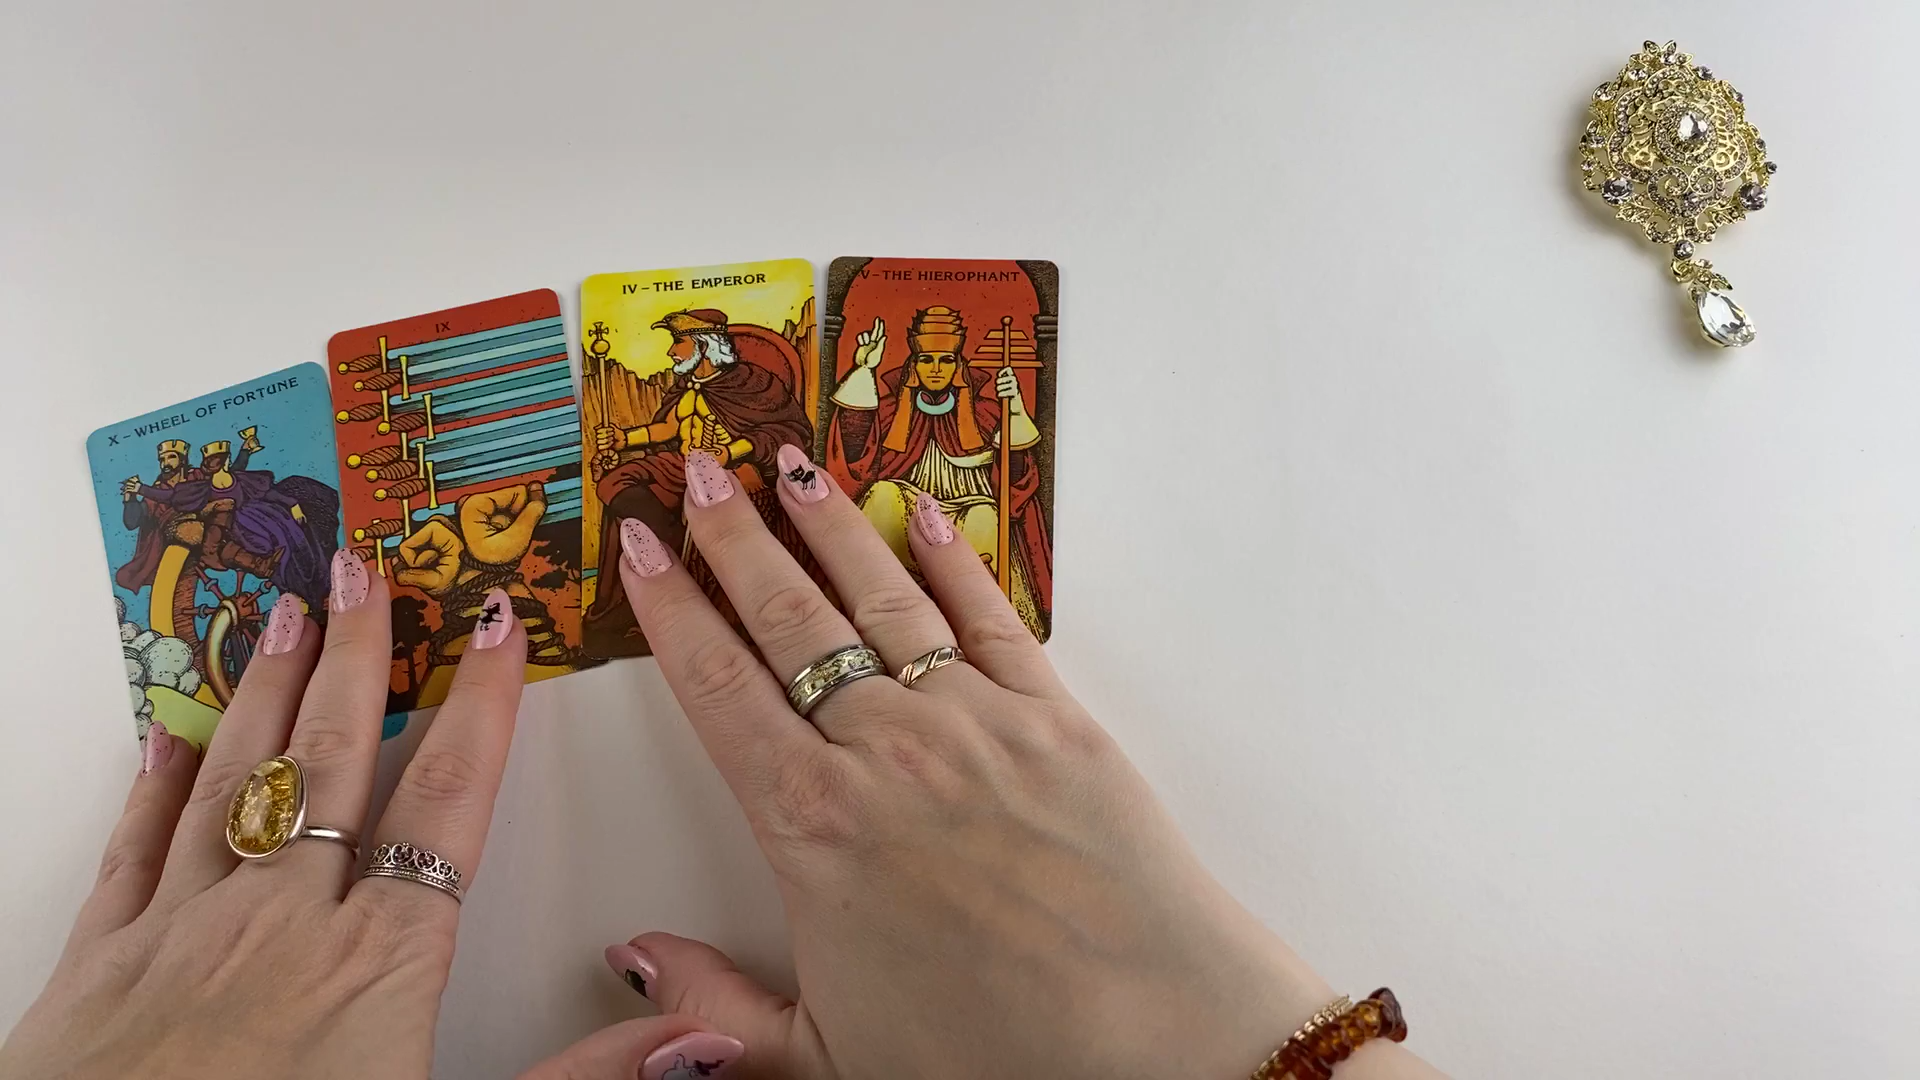 X – WHEEL OF FORTUNE
IX
IV – THE EMPEROR
V – THE HIEROPHANT